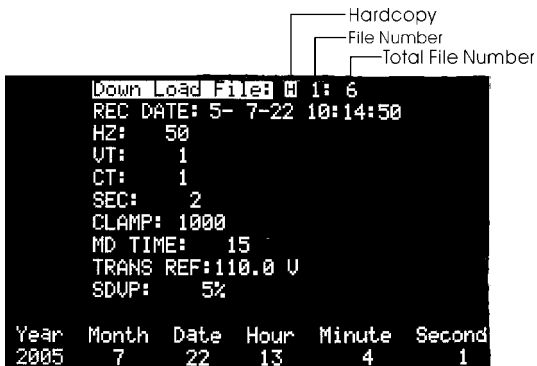 Hardcopy
File Number
Total File Number
Down Load File: H 1: 6
REC DATE: 5- 7-22 10:14:50
HZ: 50
VT: 1
CT: 1
SEC: 2
CLAMP: 1000
MD TIME: 15
TRANS REF:110.0 V
SDVP: 5%
Year Month Date Hour Minute Second
2005 7 22 13 4 1